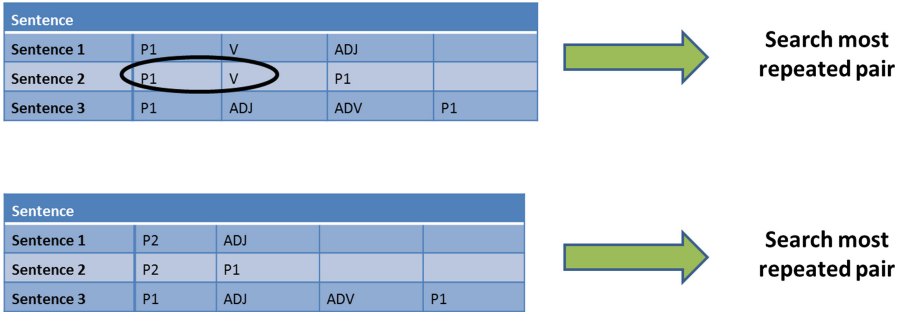 Sentence
Sentence 1 P1 V ADJ
Sentence 2 P1 V P1
Sentence 3 P1 ADJ ADV P1
Search most
repeated pair
Sentence
Sentence 1 P2 ADJ
Sentence 2 P2 P1
Sentence 3 P1 ADJ ADV P1
Search most
repeated pair